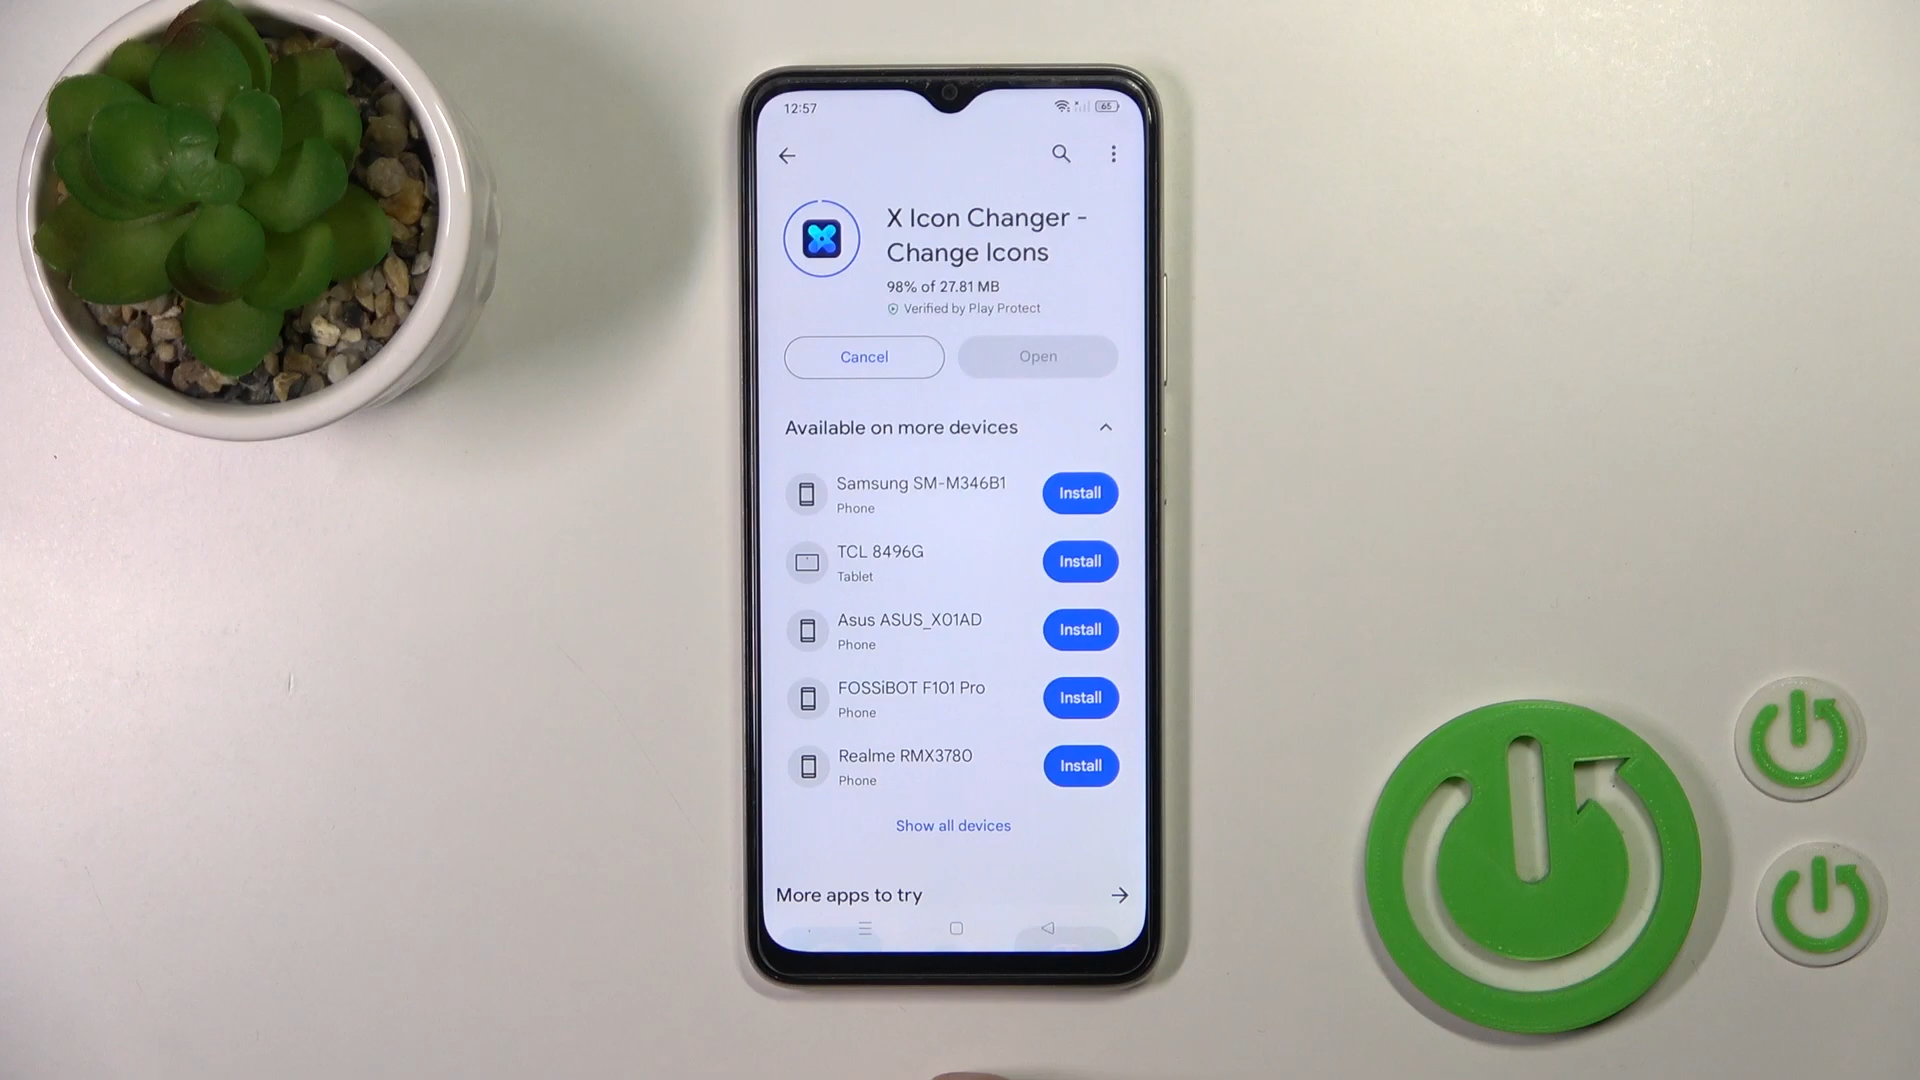 12:57
65
X Icon Changer -
Change Icons
98% of 27.81 MB
Verified by Play Protect
Cancel
Open
Available on more devices
Samsung SM-M346B1
Phone
Install
TCL 8496G
Tablet
Install
Asus ASUS_X01AD
Phone
Install
FOSSiBOT F101 Pro
Phone
Install
Realme RMX3780
Phone
Install
Show all devices
More apps to try